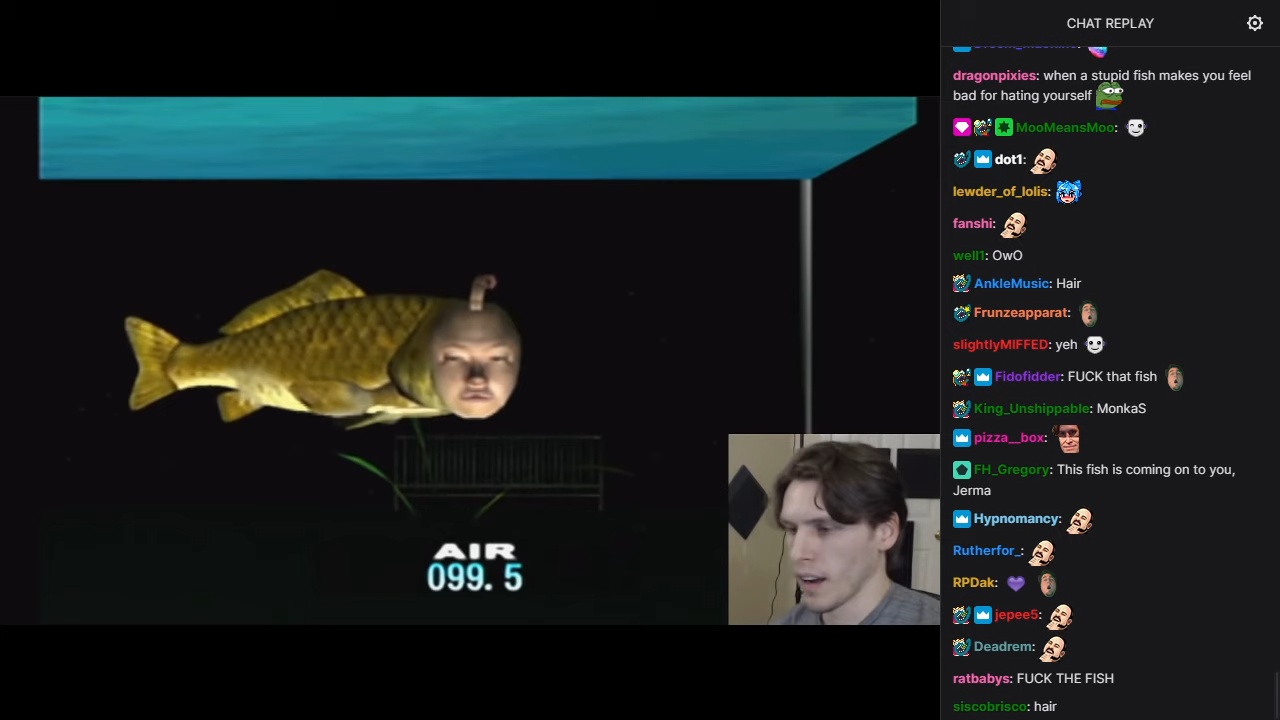 AIR
099. 5
CHAT REPLAY
dragonpixies: when a stupid fish makes you feel
bad for hating yourself
MooMeansMoo:
dot1:
lewder_of_lolis:
fanshi:
well1: OwO
AnkleMusic: Hair
Frunzeapparat:
slightlyMIFFED: yeh
Fidofidder: FUCK that fish
King_Unshippable: MonkaS
pizza__box:
FH_Gregory: This fish is coming on to you,
Jerma
Hypnomancy:
Rutherfor_:
RPDak:
jepee5:
Deadrem:
ratbabys: FUCK THE FISH
siscobrisco: hair